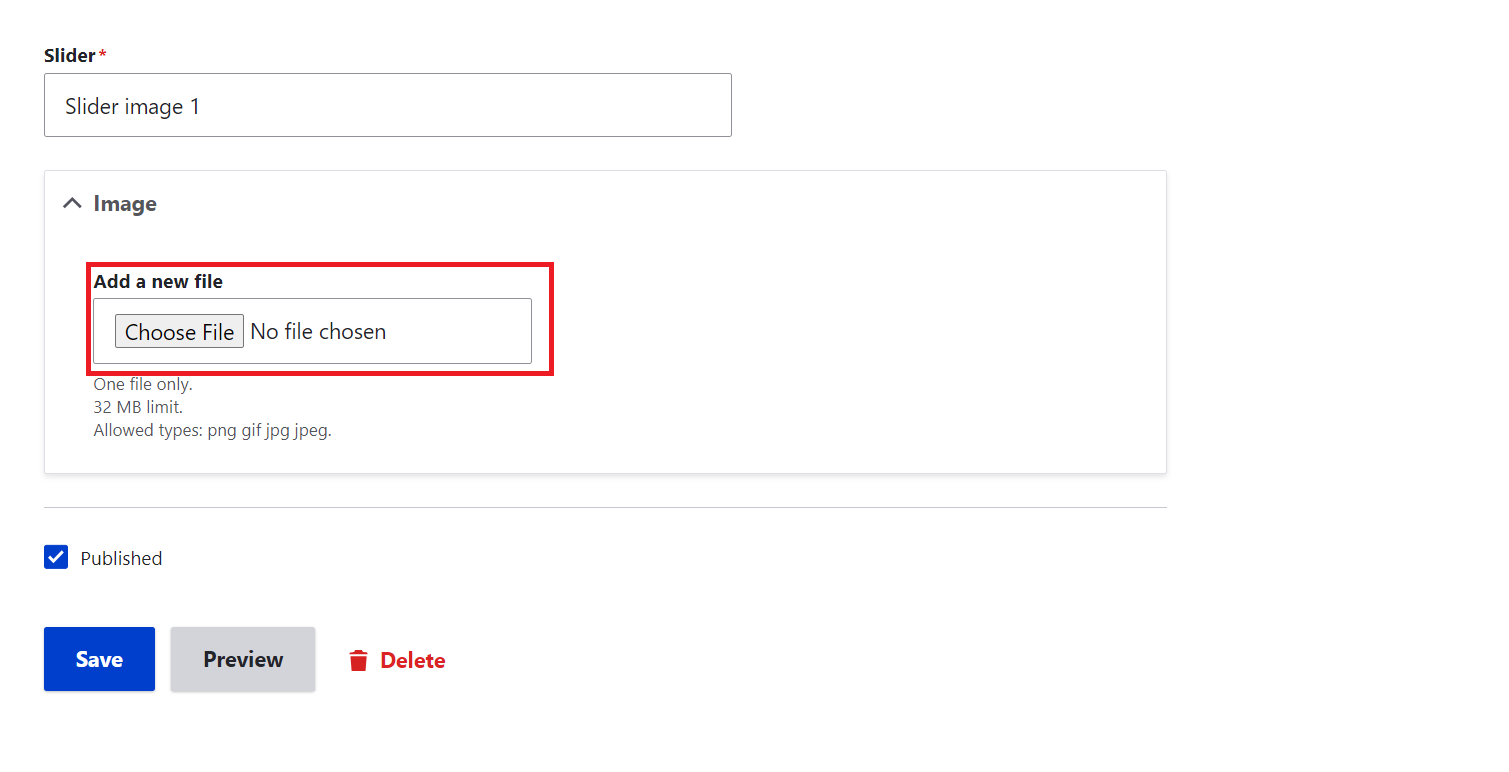 Slider*
Slider image 1
Image
Add a new file
Choose File No file chosen
One file only.
32 MB limit.
Allowed types: png gif jpg jpeg.
Published
Save Preview Delete